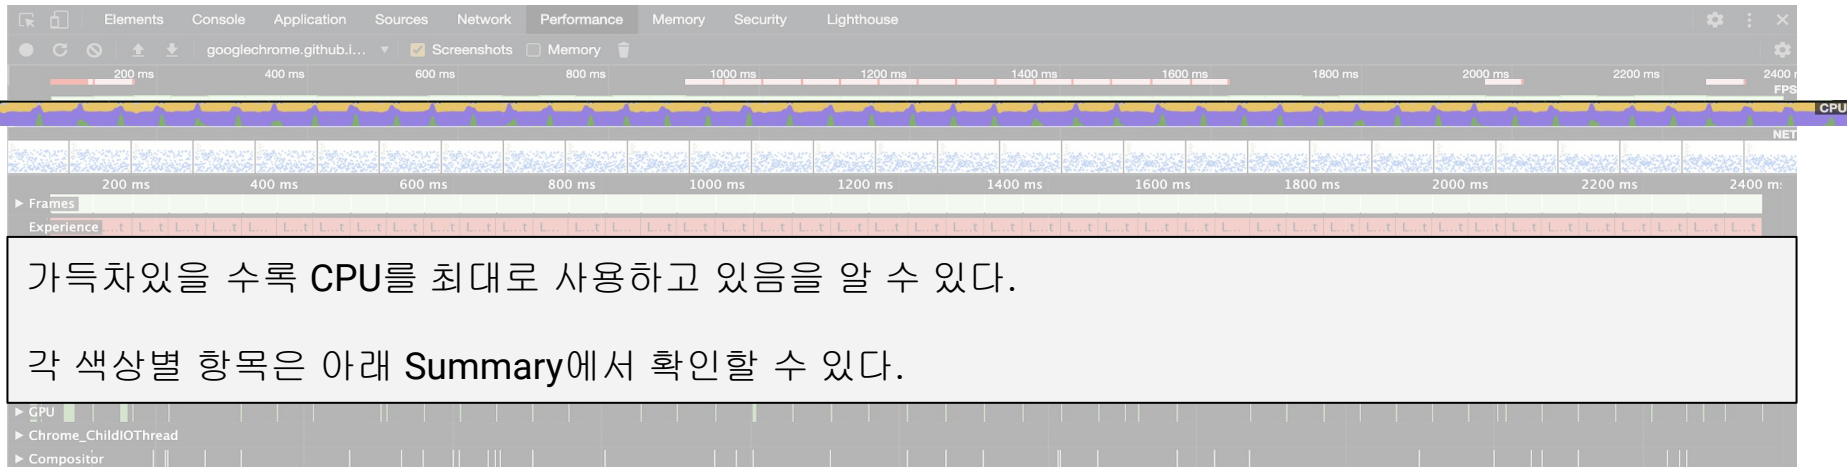 Elements Console Application Sources Network Performance Memory Security Lighthouse
googlechrome.github.i... Screenshots Memory
200 ms 400 ms 600 ms 800 ms 1000 ms 1200 ms 1400 ms 1600 ms 1800 ms 2000 ms 2200 ms 2400
FPS
CPU
NET
200 ms 400 ms 600 ms 800 ms 1000 ms 1200 ms 1400 ms 1600 ms 1800 ms 2000 ms 2200 ms 2400 m
Frames
Experience ...t L...t L...t L...t L...t L...t L...t L...t L...t L...t L...t L...t L...t L...t L...t L...t L...t L...t L...t L...t L...t L...t L...t L...t L...t L...t L...t L...t L...t L...t L...t L...t L...t L...t L...t L...t L...t L...t L...t L...t L...t L...t L...t L...t L...t L...t
가득차있을 수록 CPU를 최대로 사용하고 있음을 알 수 있다.
각 색상별 항목은 아래 Summary에서 확인할 수 있다.
GPU
Chrome_ChildIOThread
Compositor